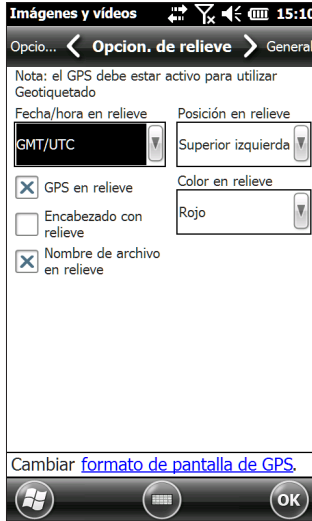 Imágenes y vídeos 15:10
Opcio... Opcion. de relieve General
Nota: el GPS debe estar activo para utilizar
Geotiquetado
Fecha/hora en relieve
GMT/UTC
Posición en relieve
Superior izquierda
GPS en relieve
Encabezado con
relieve
Nombre de archivo
en relieve
Color en relieve
Rojo
Cambiar formato de pantalla de GPS.
OK